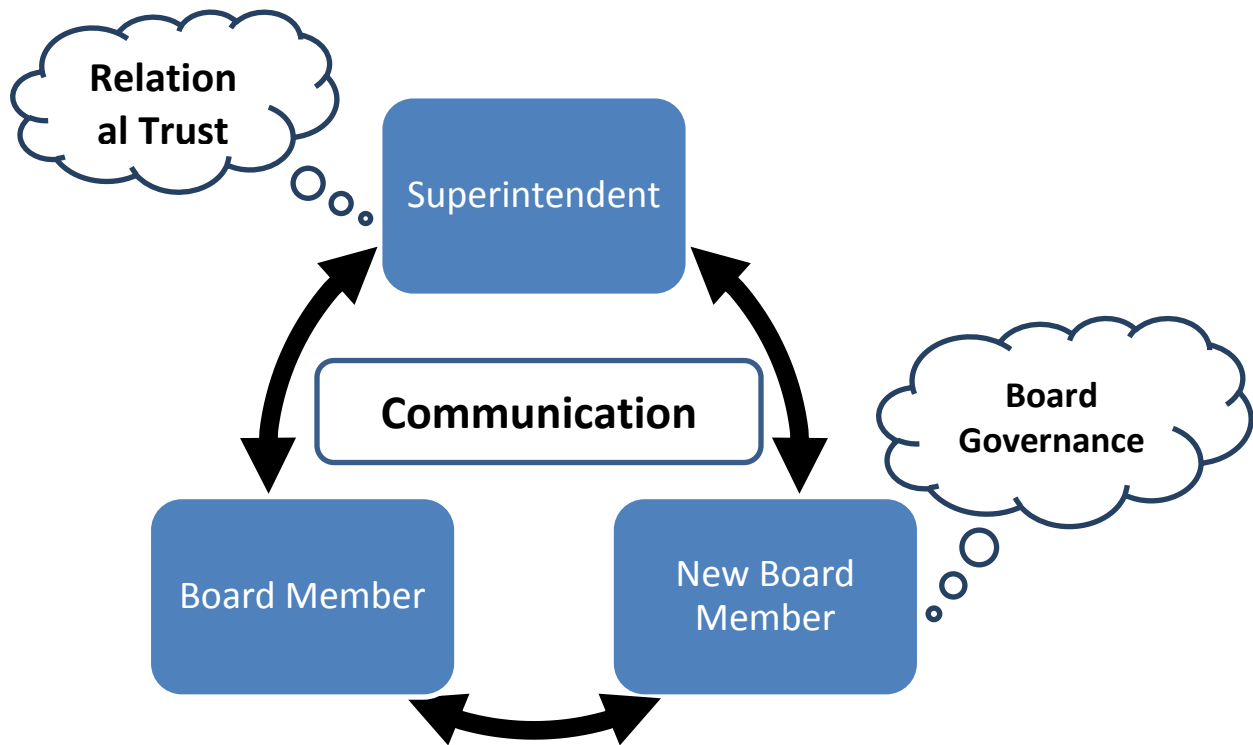 Relation
al Trust
Superintendent
Communication
Board
Governance
Board Member
New Board
Member